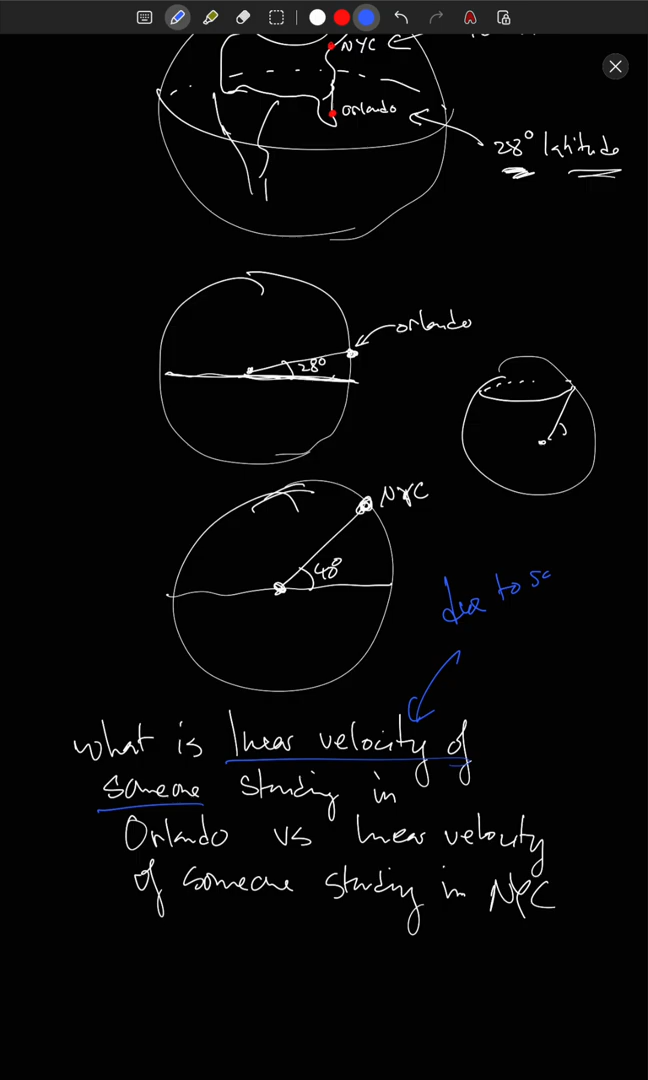 NYC
Orlando
28° latitude
orlando
28°
NYC
40°
due to
what is linear velocity of
someone standing in
Orlando vs linear velocity
of someone standing in NYC